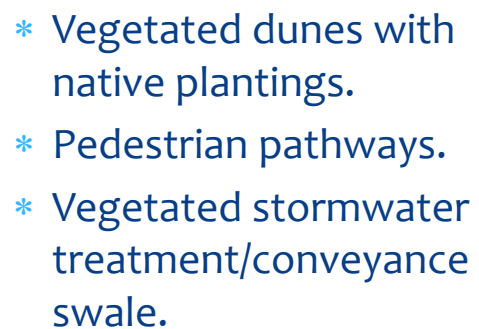 * Vegetated dunes with
native plantings.
* Pedestrian pathways.
* Vegetated stormwater
treatment/conveyance
swale.